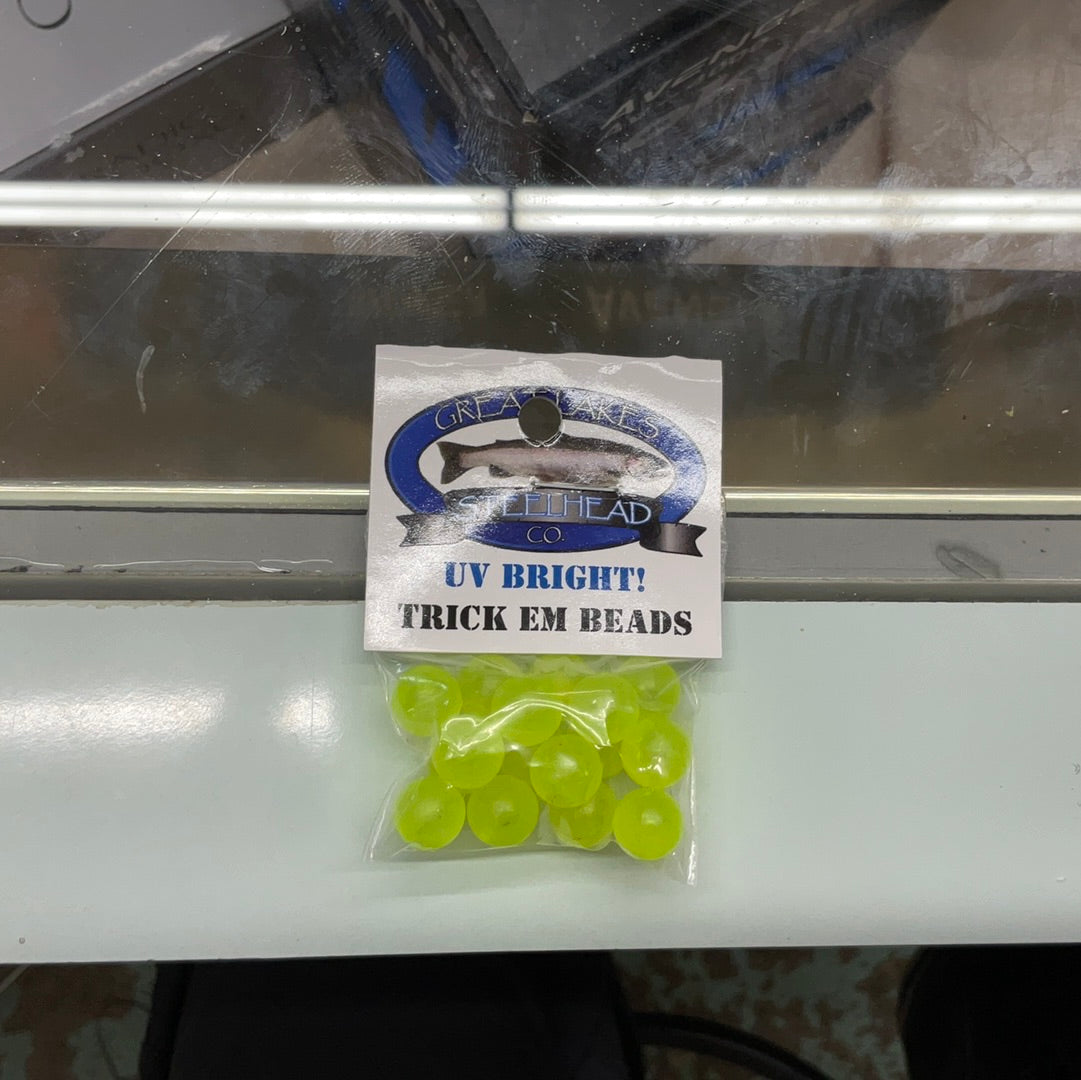 GREAT LAKES
STEELHEAD
CO.
UV BRIGHT!
TRICK EM BEADS